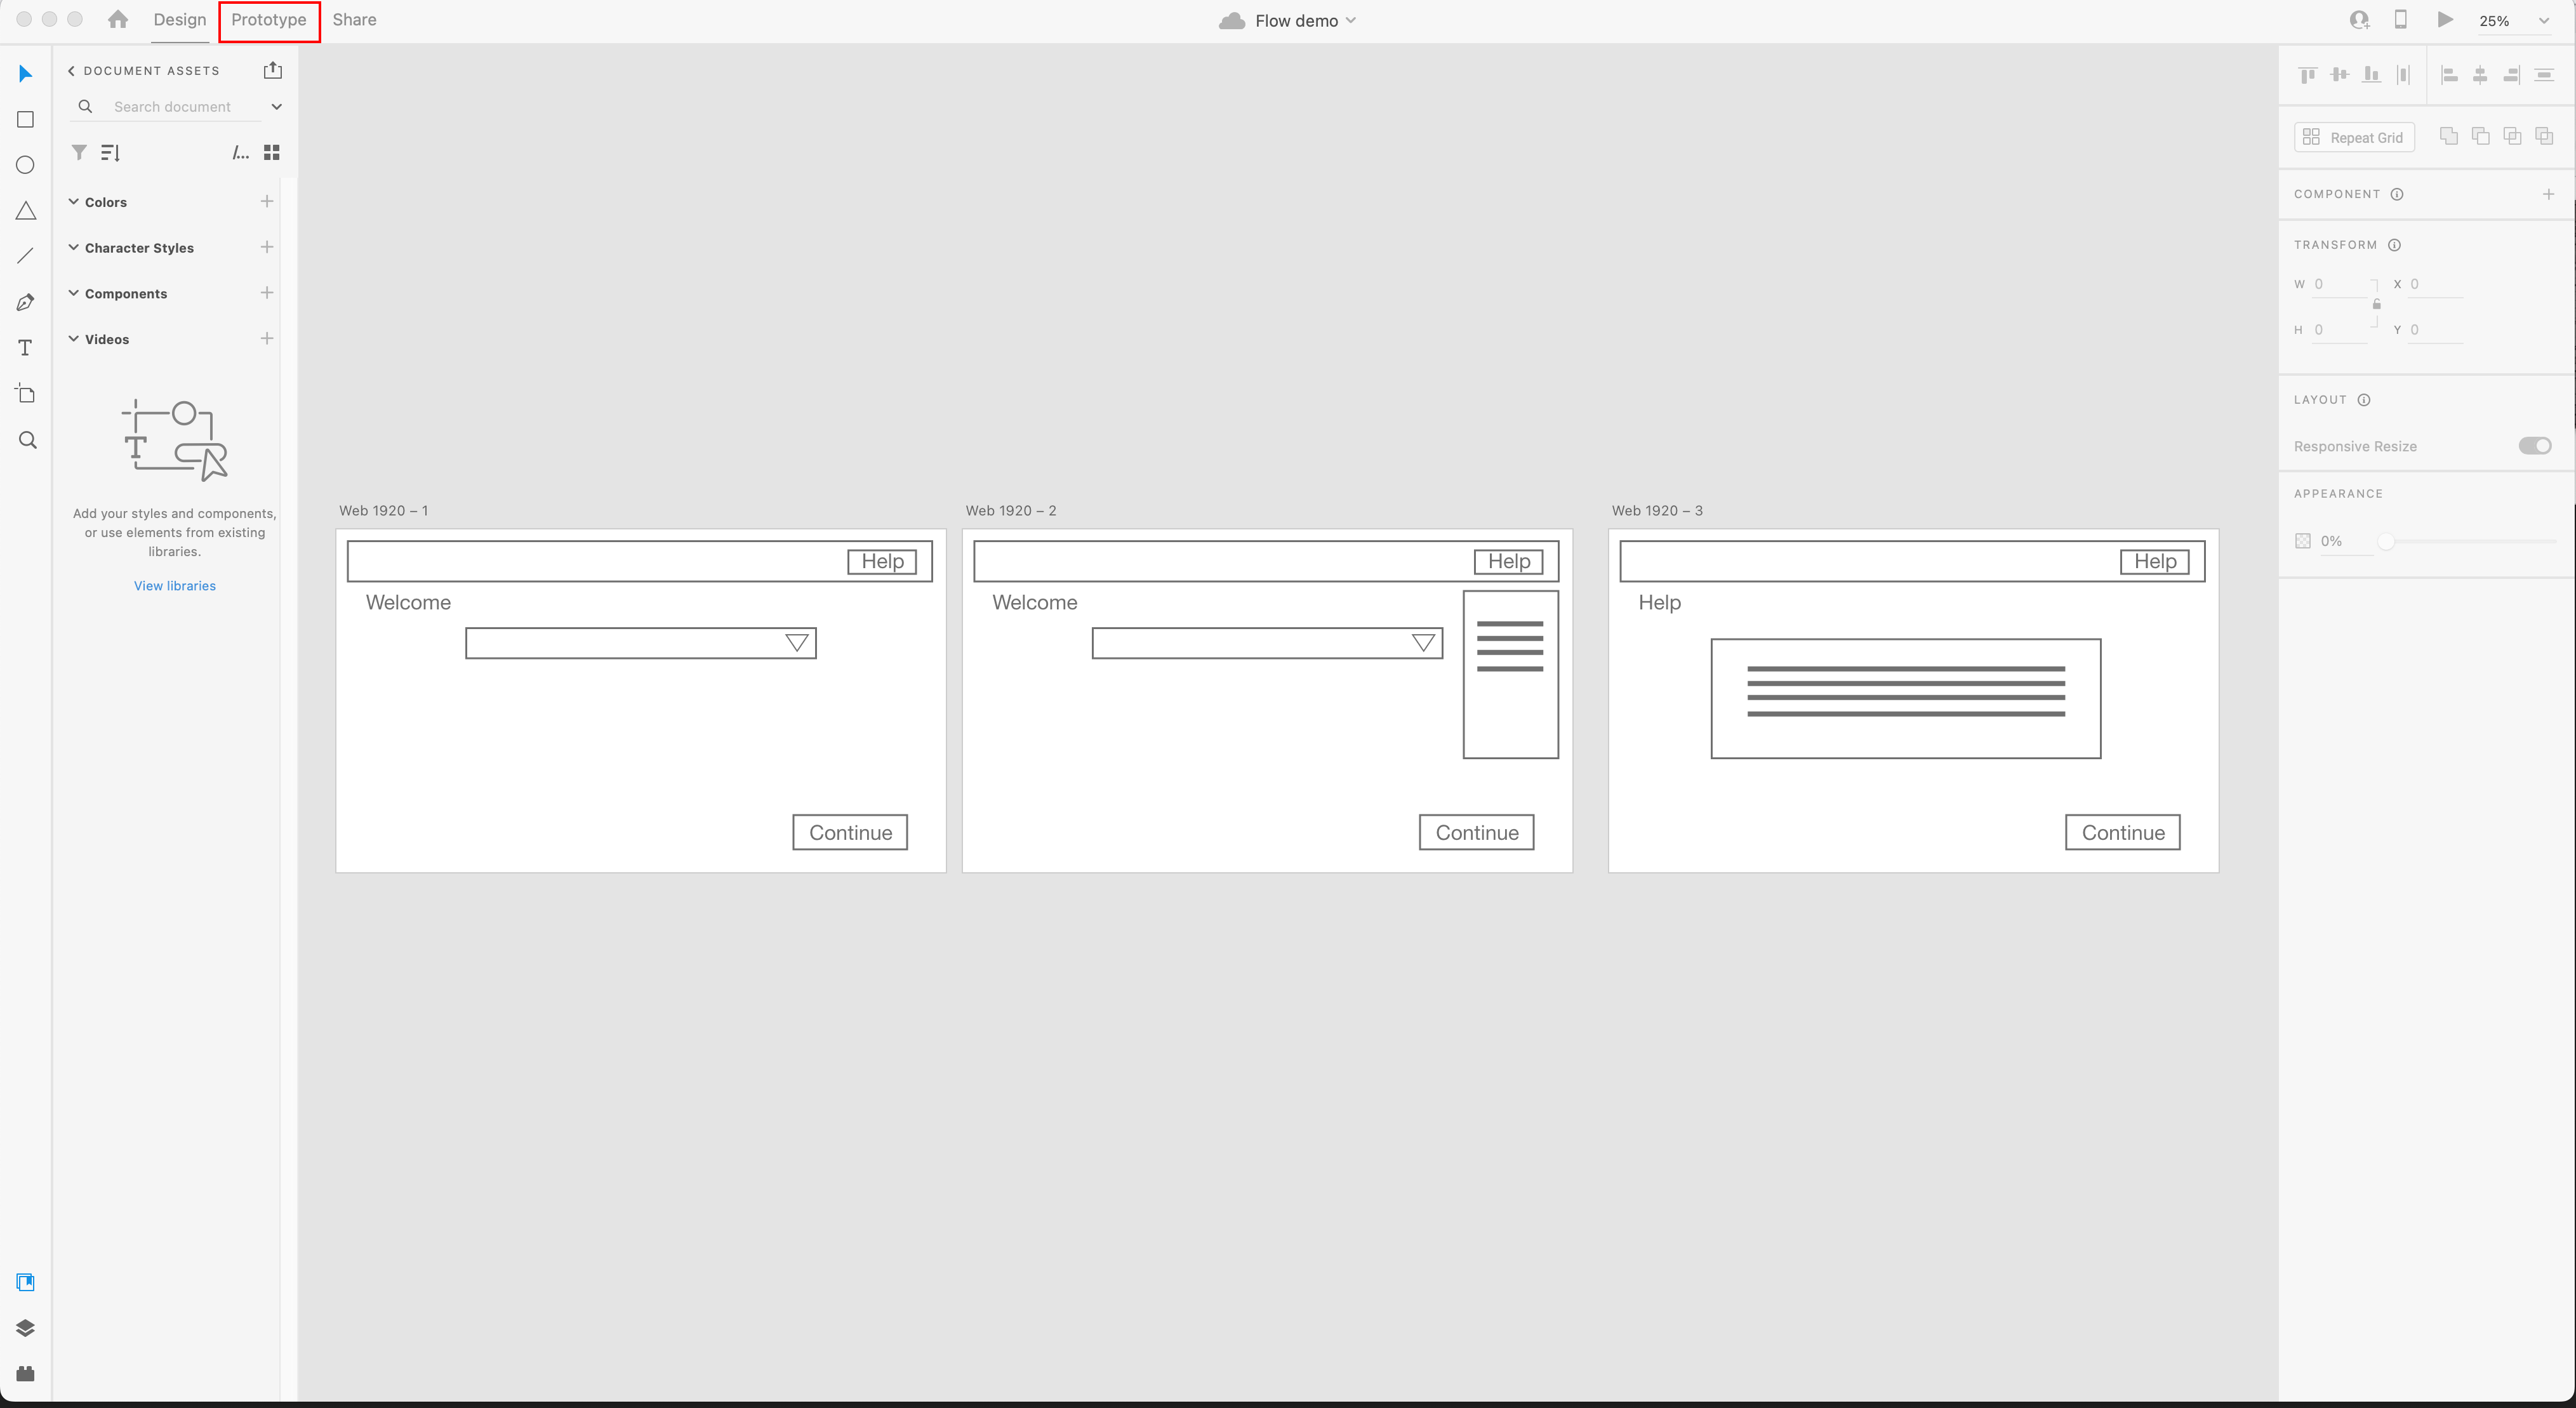 Design Prototype Share
Flow demo
25%
DOCUMENT ASSETS
Search document
/...
Colors
Character Styles
Components
Videos
Add your styles and components,
or use elements from existing
libraries.
View libraries
Web 1920 – 1
Help
Welcome
Continue
Web 1920 – 2
Help
Welcome
Continue
Web 1920 – 3
Help
Help
Continue
Repeat Grid
COMPONENT
TRANSFORM
W 0 X 0
H 0 Y 0
LAYOUT
Responsive Resize
APPEARANCE
0%